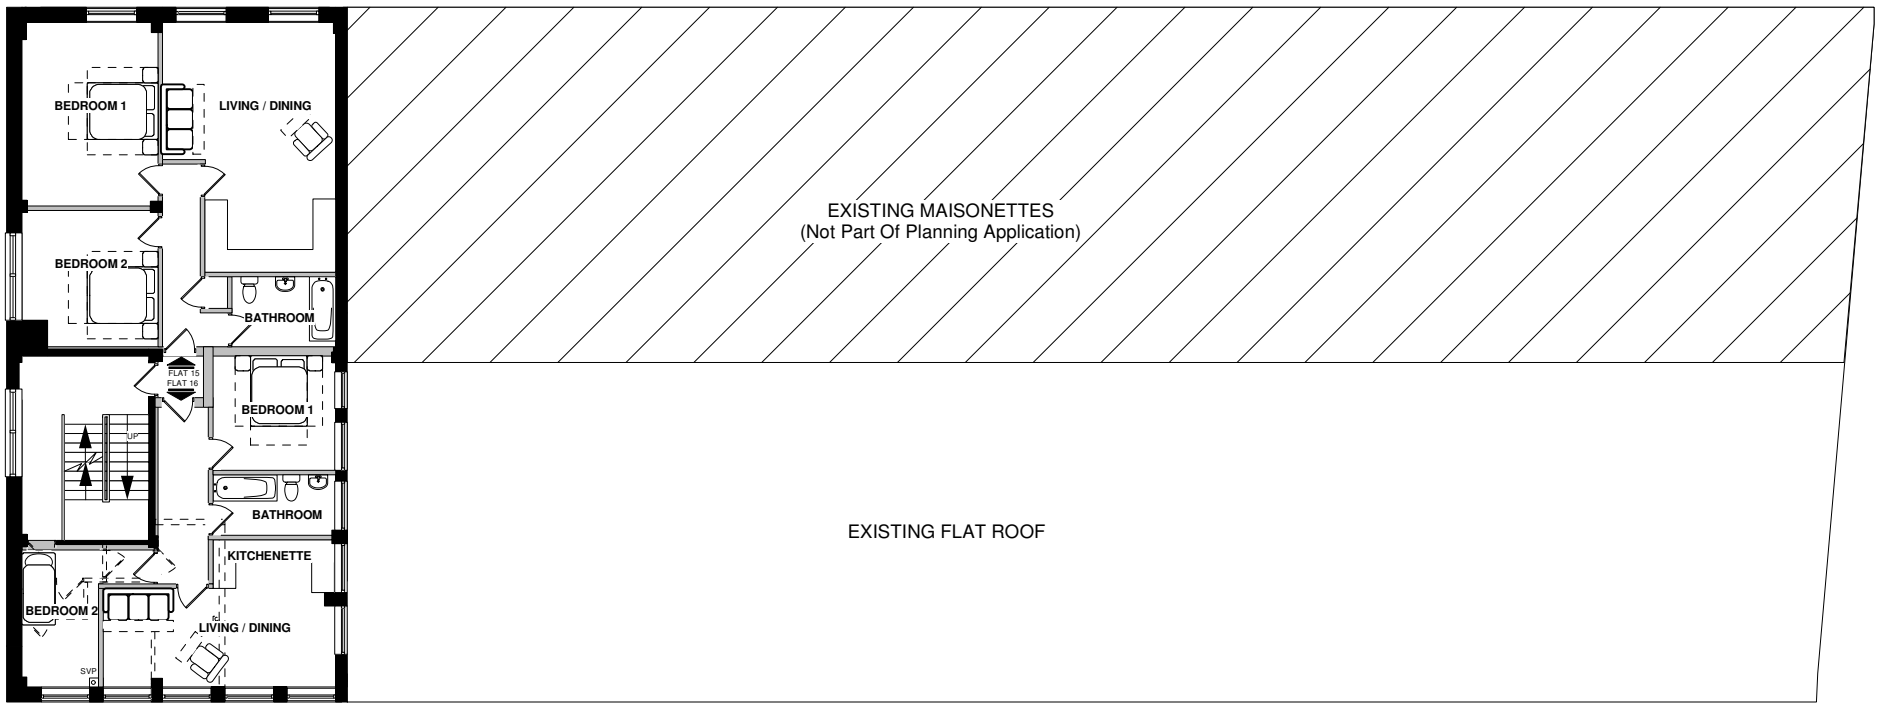 BEDROOM 1
LIVING / DINING
EXISTING MAISONETTES
(Not Part Of Planning Application)
BEDROOM 2
BATHROOM
FLAT 15
FLAT 16
BEDROOM 1
UP
BATHROOM
EXISTING FLAT ROOF
KITCHENETTE
BEDROOM 2
LIVING / DINING
SVP